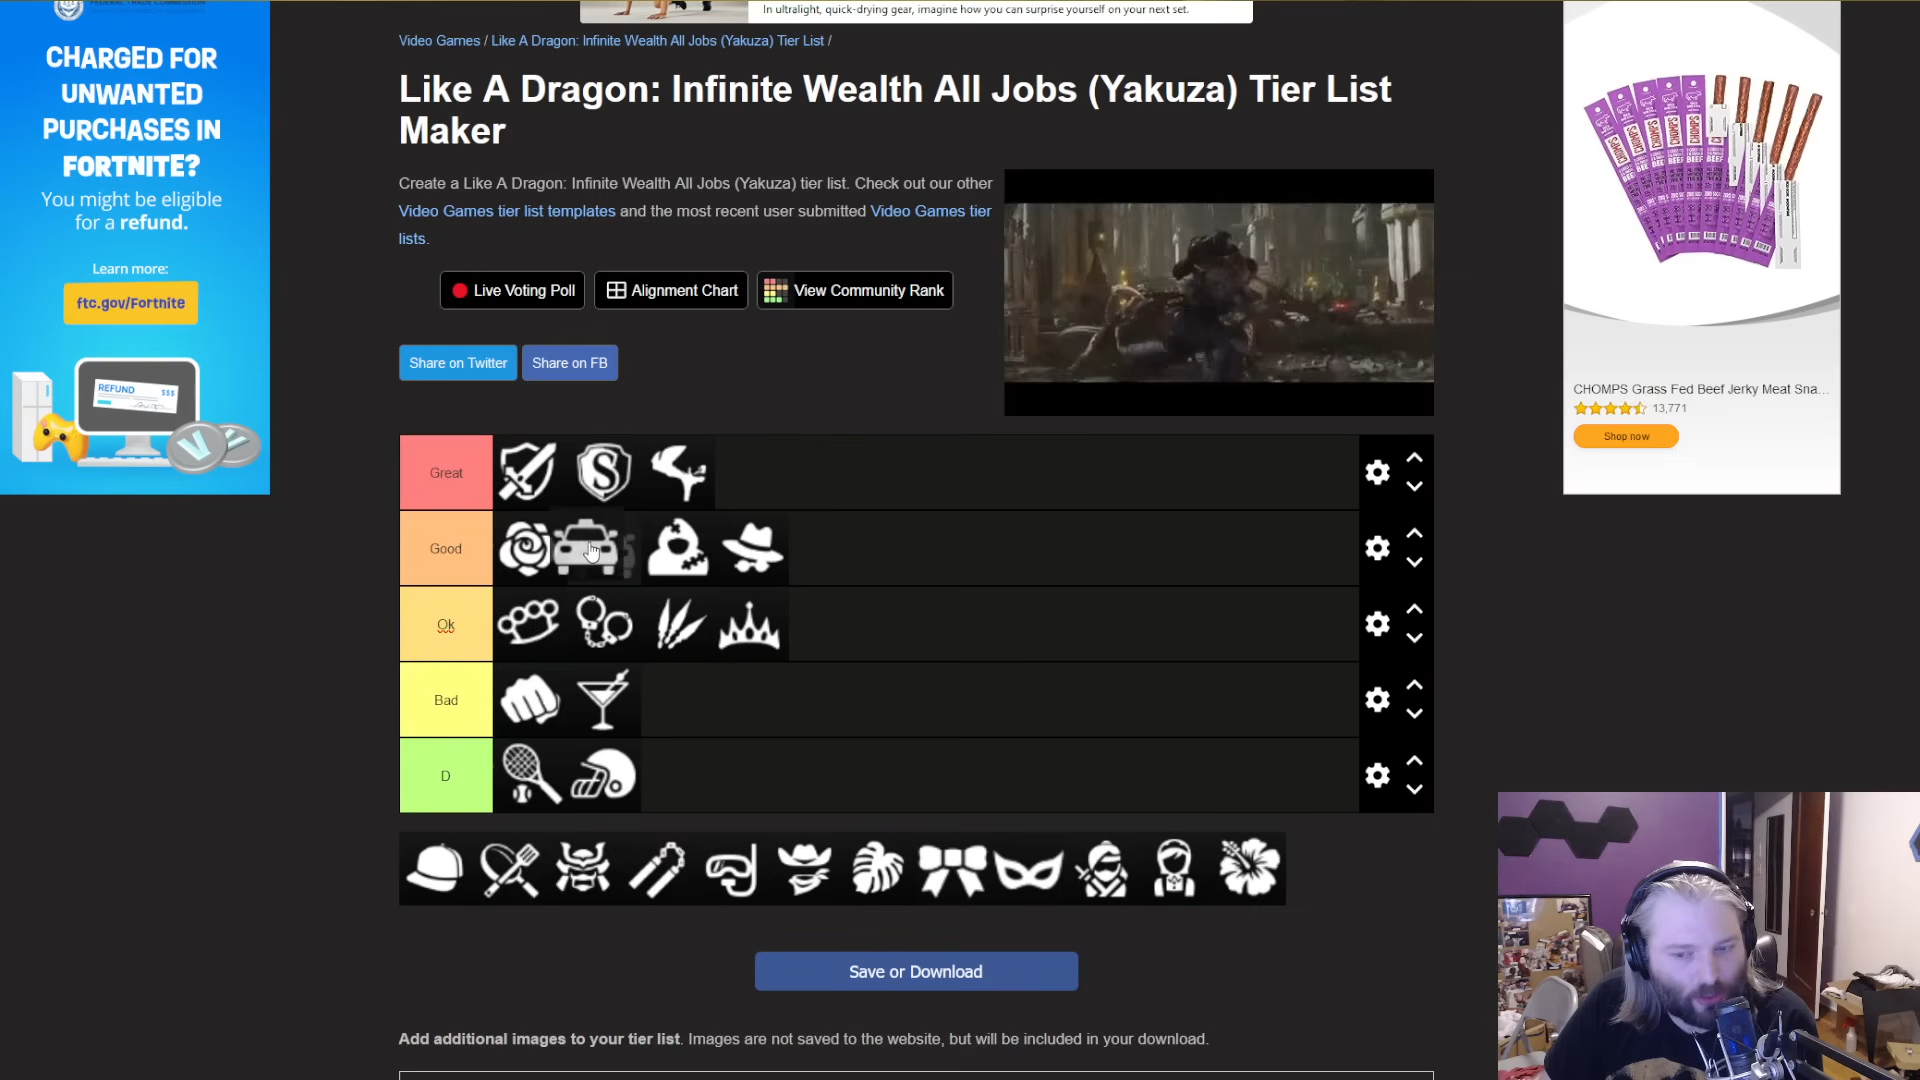 FEDERAL TRADE COMMISSION
CHARGED FOR
UNWANTED
PURCHASES IN
FORTNITE?
You might be eligible
for a refund.
Learn more:
ftc.gov/Fortnite
REFUND
$$$
In ultralight, quick-drying gear, imagine how you can surprise yourself on your next set.
Video Games / Like A Dragon: Infinite Wealth All Jobs (Yakuza) Tier List /
Like A Dragon: Infinite Wealth All Jobs (Yakuza) Tier List
Maker
Create a Like A Dragon: Infinite Wealth All Jobs (Yakuza) tier list. Check out our other
Video Games tier list templates and the most recent user submitted Video Games tier
lists.
Live Voting Poll
Alignment Chart
View Community Rank
Share on Twitter
Share on FB
Great
S
Good
Ok
Bad
D
Save or Download
Add additional images to your tier list. Images are not saved to the website, but will be included in your download.
CHOMPS
CHOMPS Grass Fed Beef Jerky Meat Sna...
13,771
Shop now